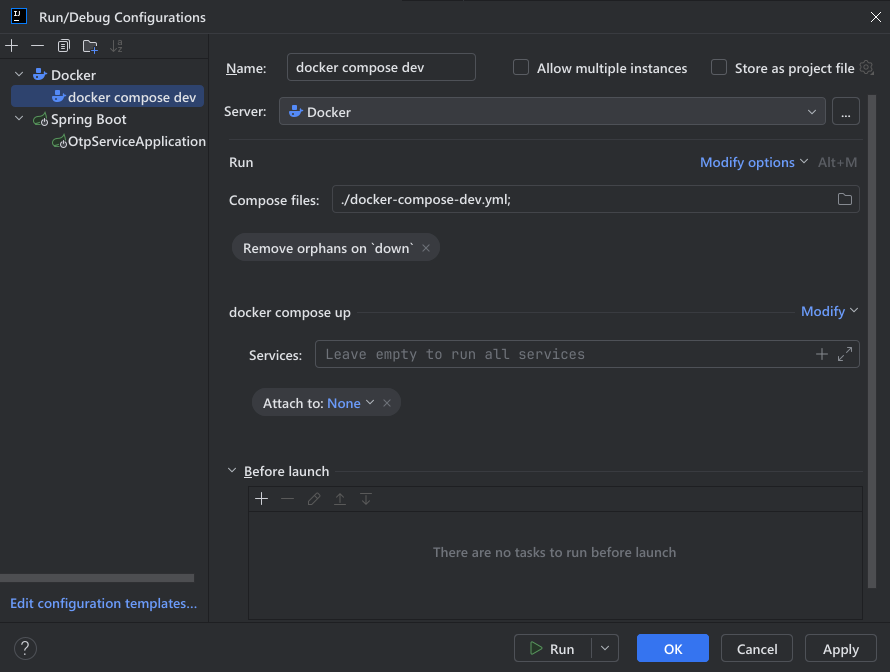 Run/Debug Configurations
Docker
docker compose dev
Spring Boot
OtpServiceApplication
Edit configuration templates...
Name: docker compose dev Allow multiple instances Store as project file
Server: Docker ...
Run Modify options Alt+M
Compose files: ./docker-compose-dev.yml;
Remove orphans on `down`
docker compose up Modify
Services: Leave empty to run all services
Attach to: None
Before launch
There are no tasks to run before launch
? Run OK Cancel Apply